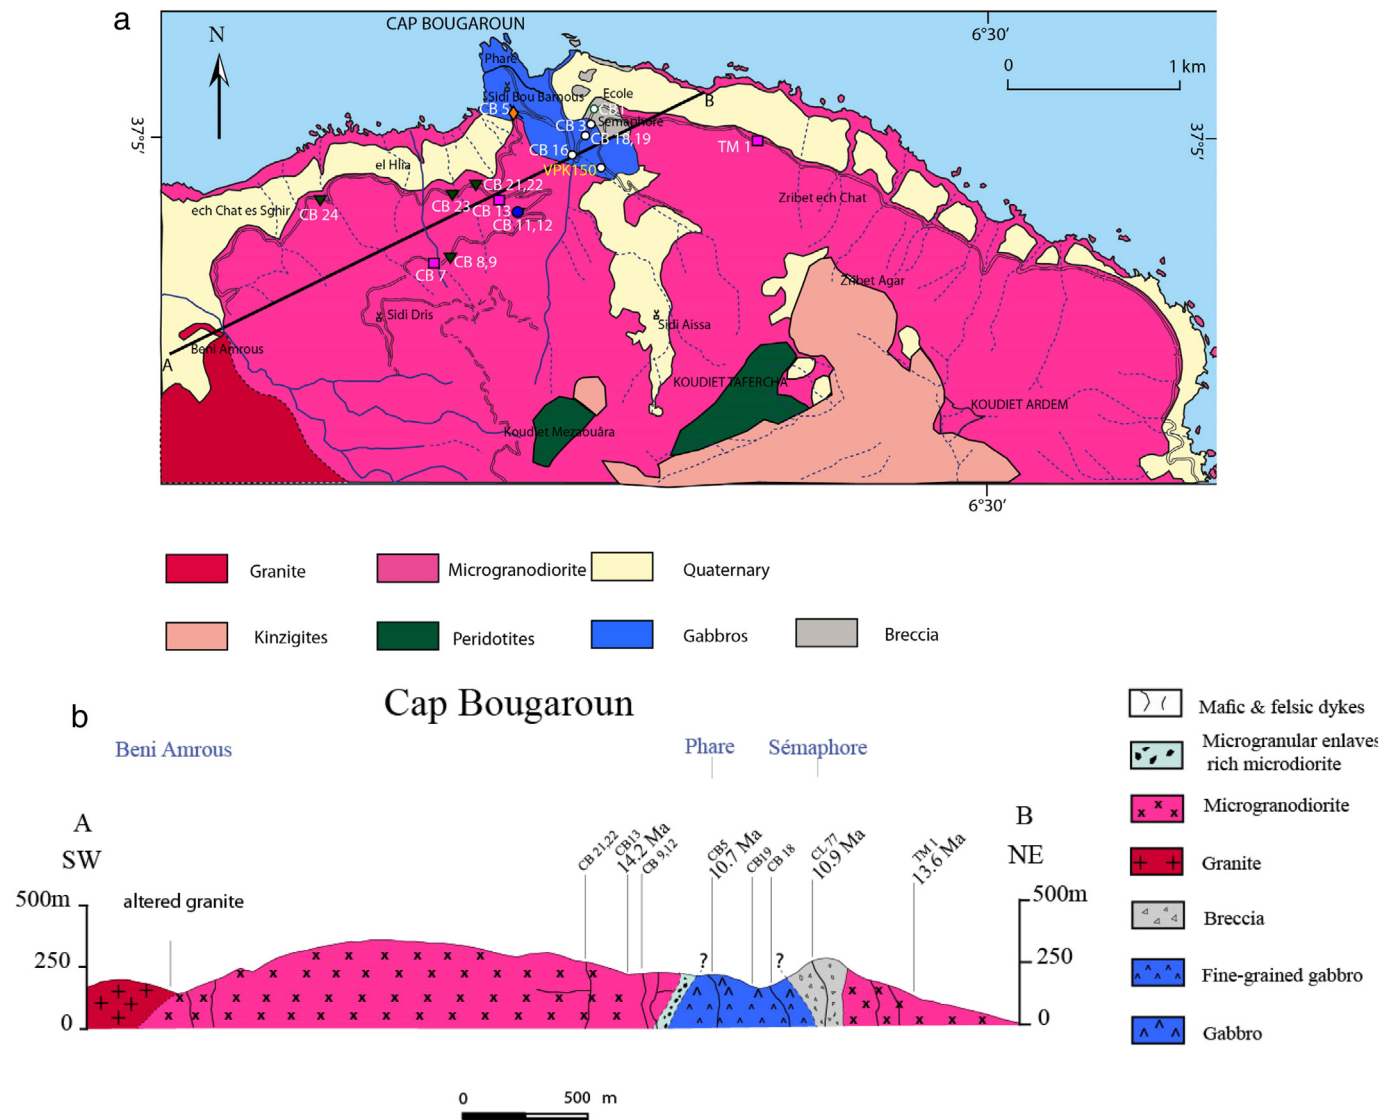 a
CAP BOUGAROUN
N
6°30′
0 1 km
37°5′
37°5′
Phare
Sidi Bou Barnous
Ecole
CB 5
CB1
B
CB 3
Sémaphore
CB 18,19
CB 16
TM 1
VPK150
el Hlia
CB 21,22
Zribet ech Chat
ech Chat es Sghir
CB 24
CB 23
CB 13
CB 11,12
CB 8,9
CB 7
Zribet Agar
Sidi Dris
Sidi Aissa
Beni Amrous
A
KOUDIET TAFERCHA
KOUDIET ARDEM
Koudiet Mezaouâra
6°30′
Granite
Microgranodiorite
Quaternary
Kinzigites
Peridotites
Gabbros
Breccia
b
Cap Bougaroun
Beni Amrous
Phare
Sémaphore
A
SW
B
NE
CB 21,22
CB13
14.2 Ma
CB 9,12
CB5
10.7 Ma
CB19
CB 18
CL 77
10.9 Ma
TM 1
13.6 Ma
500m
altered granite
500m
250
?
?
250
0
0
0 500 m
Mafic & felsic dykes
Microgranular enlaves
rich microdiorite
Microgranodiorite
Granite
Breccia
Fine-grained gabbro
Gabbro